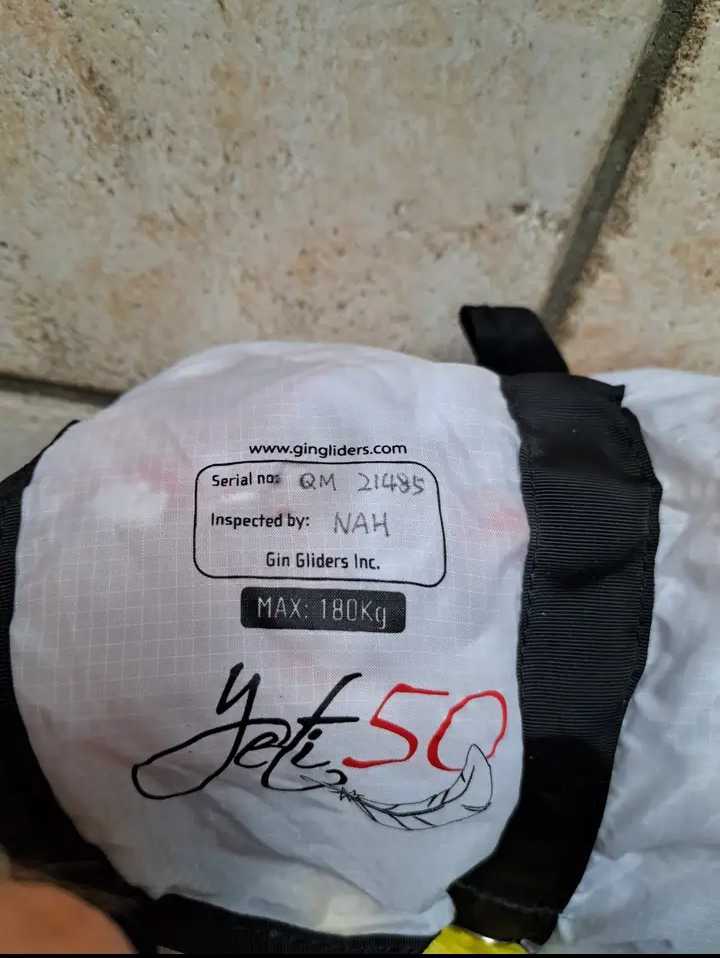 www.gingliders.com
Serial no: QM 21485
Inspected by: NAH
Gin Gliders Inc.
MAX: 180Kg
Yeti 50